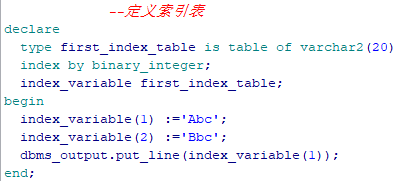 --定义索引表
declare
type first_index_table is table of varchar2(20)
index by binary_integer;
index_variable first_index_table;
begin
index_variable(1) :='Abc';
index_variable(2) :='Bbc';
dbms_output.put_line(index_variable(1));
end;